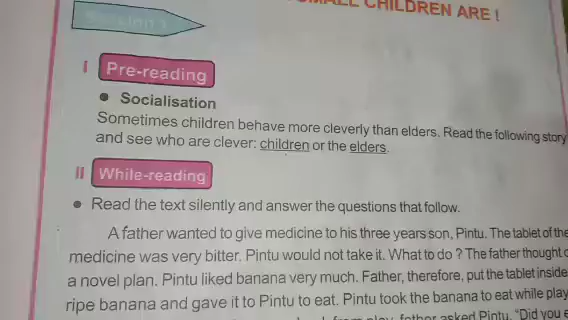 SMALL CHILDREN ARE !
I Pre-reading
● Socialisation
Sometimes children behave more cleverly than elders. Read the following story
and see who are clever: children or the elders.
II While-reading
● Read the text silently and answer the questions that follow.
A father wanted to give medicine to his three years son, Pintu. The tablet of the
medicine was very bitter. Pintu would not take it. What to do ? The father thought
a novel plan. Pintu liked banana very much. Father, therefore, put the tablet inside
ripe banana and gave it to Pintu to eat. Pintu took the banana to eat while play
father asked Pintu, "Did you